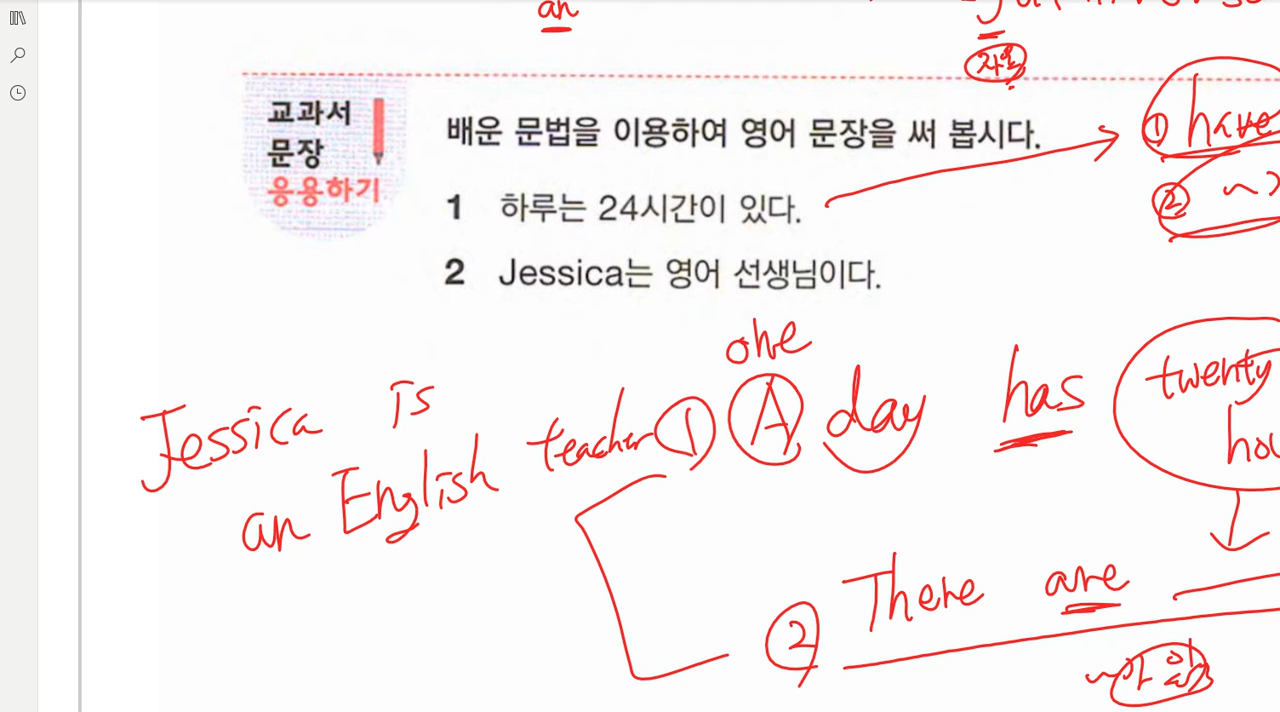 an
자음
교과서
문장
응용하기
배운 문법을 이용하여 영어 문장을 써 봅시다.
① have
②
1 하루는 24시간이 있다.
2 Jessica는 영어 선생님이다.
one
① A day has twenty
Jessica is
an English teacher
② There are